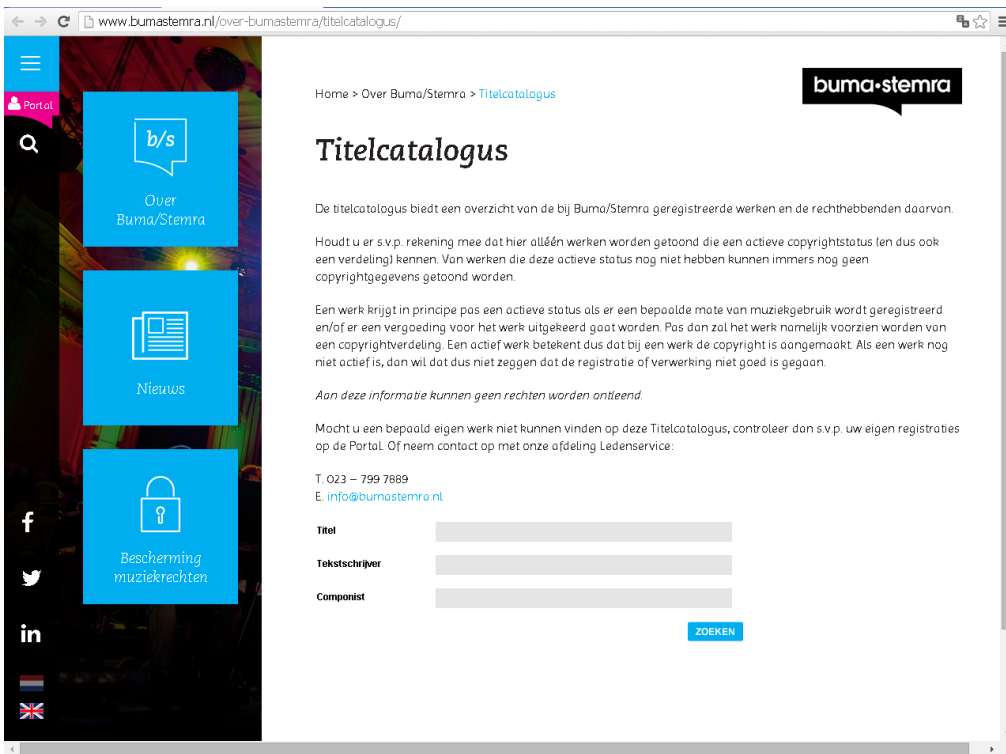 www.bumastemra.nl/over-bumastemra/titelcatalogus/
Portal
b/s
Over
Buma/Stemra
Nieuws
Bescherming
muziekrechten
Home > Over Buma/Stemra > Titelcatalogus
buma•stemra
Titelcatalogus
De titelcatalogus biedt een overzicht van de bij Buma/Stemra geregistreerde werken en de rechthebbenden daarvan.
Houdt u er s.v.p. rekening mee dat hier alléén werken worden getoond die een actieve copyrightstatus (en dus ook
een verdeling) kennen. Van werken die deze actieve status nog niet hebben kunnen immers nog geen
copyrightgegevens getoond worden.
Een werk krijgt in principe pas een actieve status als er een bepaalde mate van muziekgebruik wordt geregistreerd
en/of er een vergoeding voor het werk uitgekeerd gaat worden. Pas dan zal het werk namelijk voorzien worden van
een copyrightverdeling. Een actief werk betekent dus dat bij een werk de copyright is aangemaakt. Als een werk nog
niet actief is, dan wil dat dus niet zeggen dat de registratie of verwerking niet goed is gegaan.
Aan deze informatie kunnen geen rechten worden ontleend.
Mocht u een bepaald eigen werk niet kunnen vinden op deze Titelcatalogus, controleer dan s.v.p. uw eigen registraties
op de Portal. Of neem contact op met onze afdeling Ledenservice:
T. 023 – 799 7889
E. info@bumastemra.nl
Titel
Tekstschrijver
Componist
ZOEKEN